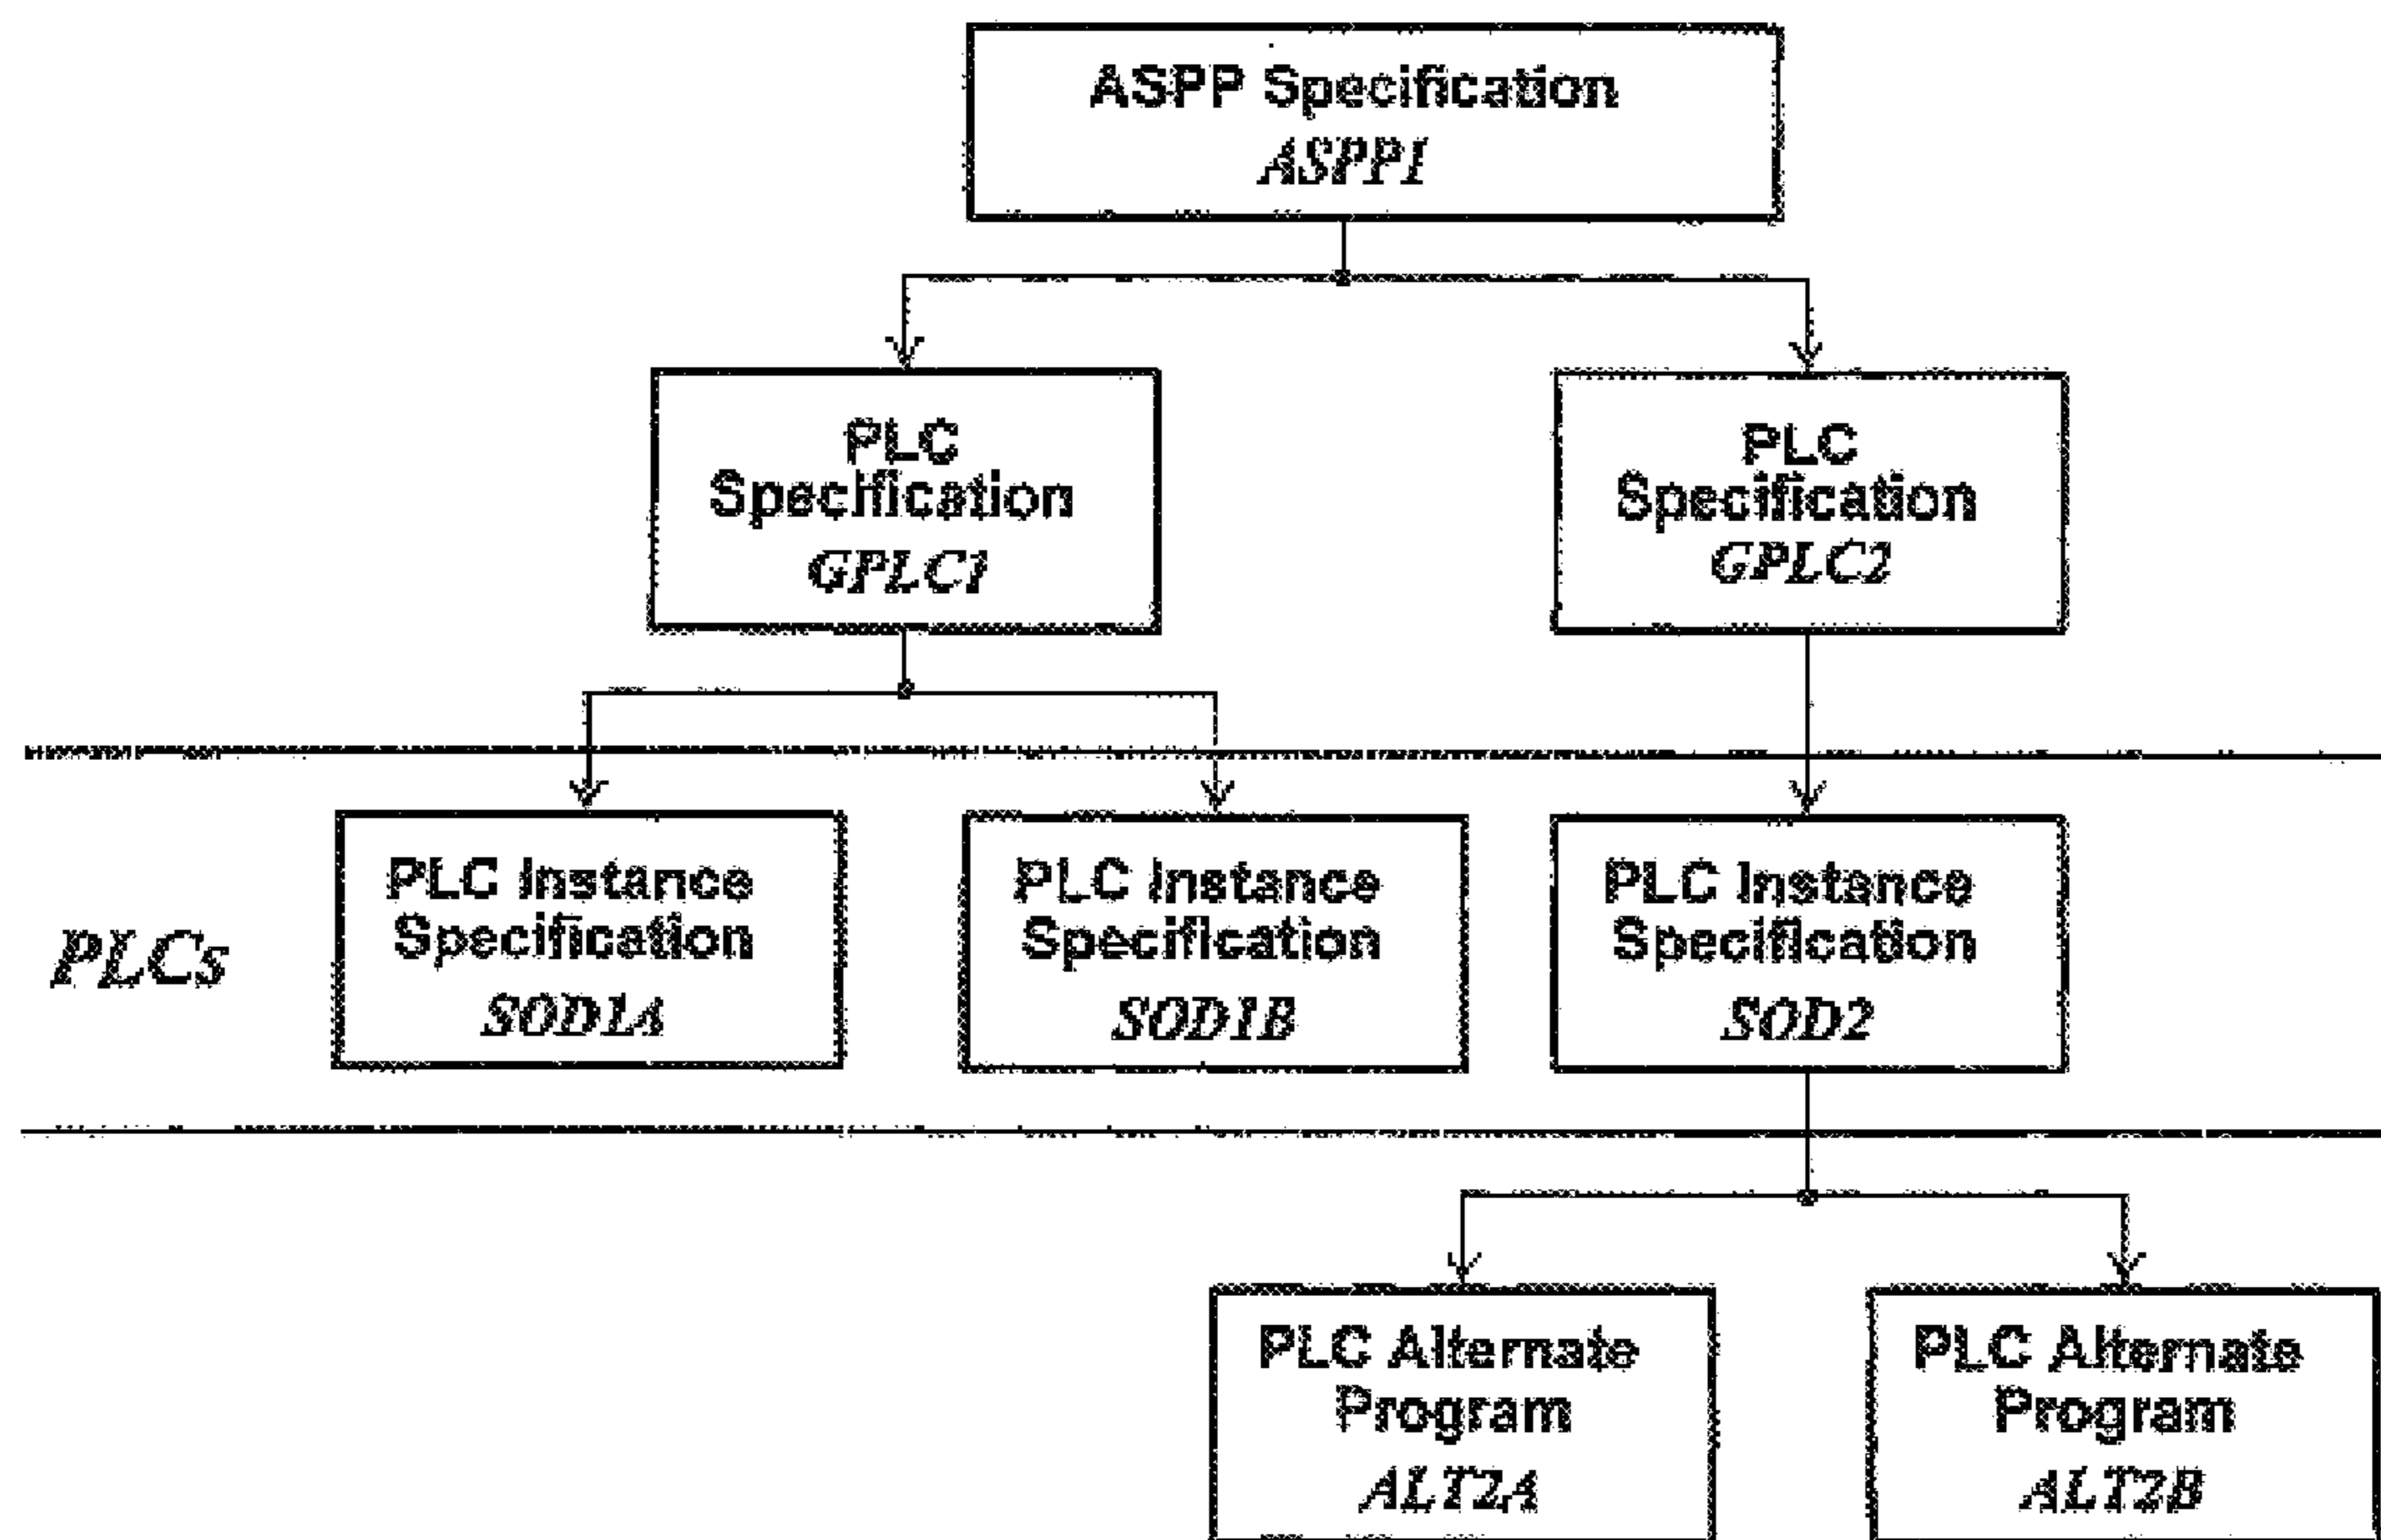 ASPP Specification
ASPP1
PLC
Specification
GPLC1
PLC
Specification
GPLC2
PLCs
PLC Instance
Specification
SOD1A
PLC Instance
Specification
SOD1B
PLC Instance
Specification
SOD2
PLC Alternate
Program
ALT2A
PLC Alternate
Program
ALT2B